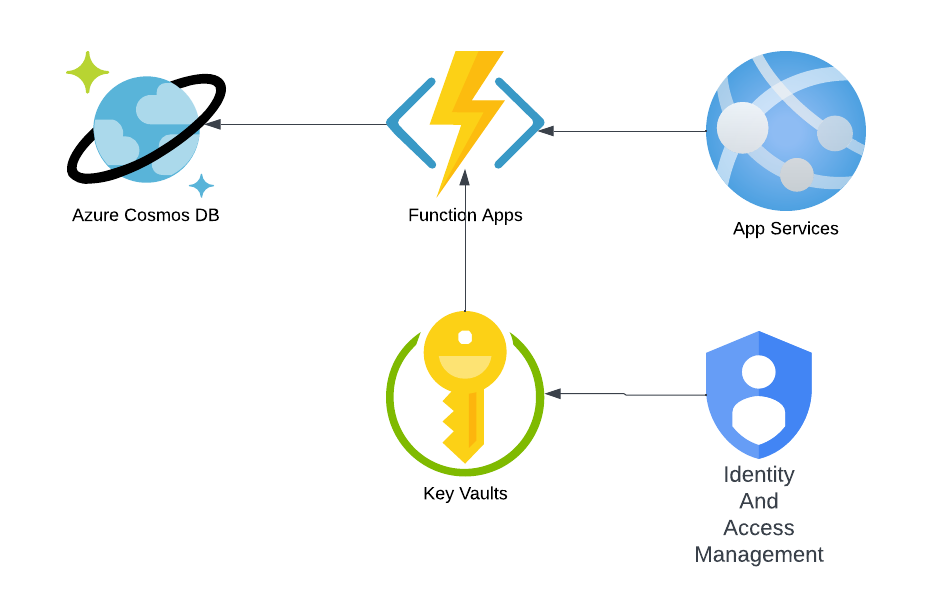 Azure Cosmos DB
Function Apps
App Services
Key Vaults
Identity
And
Access
Management